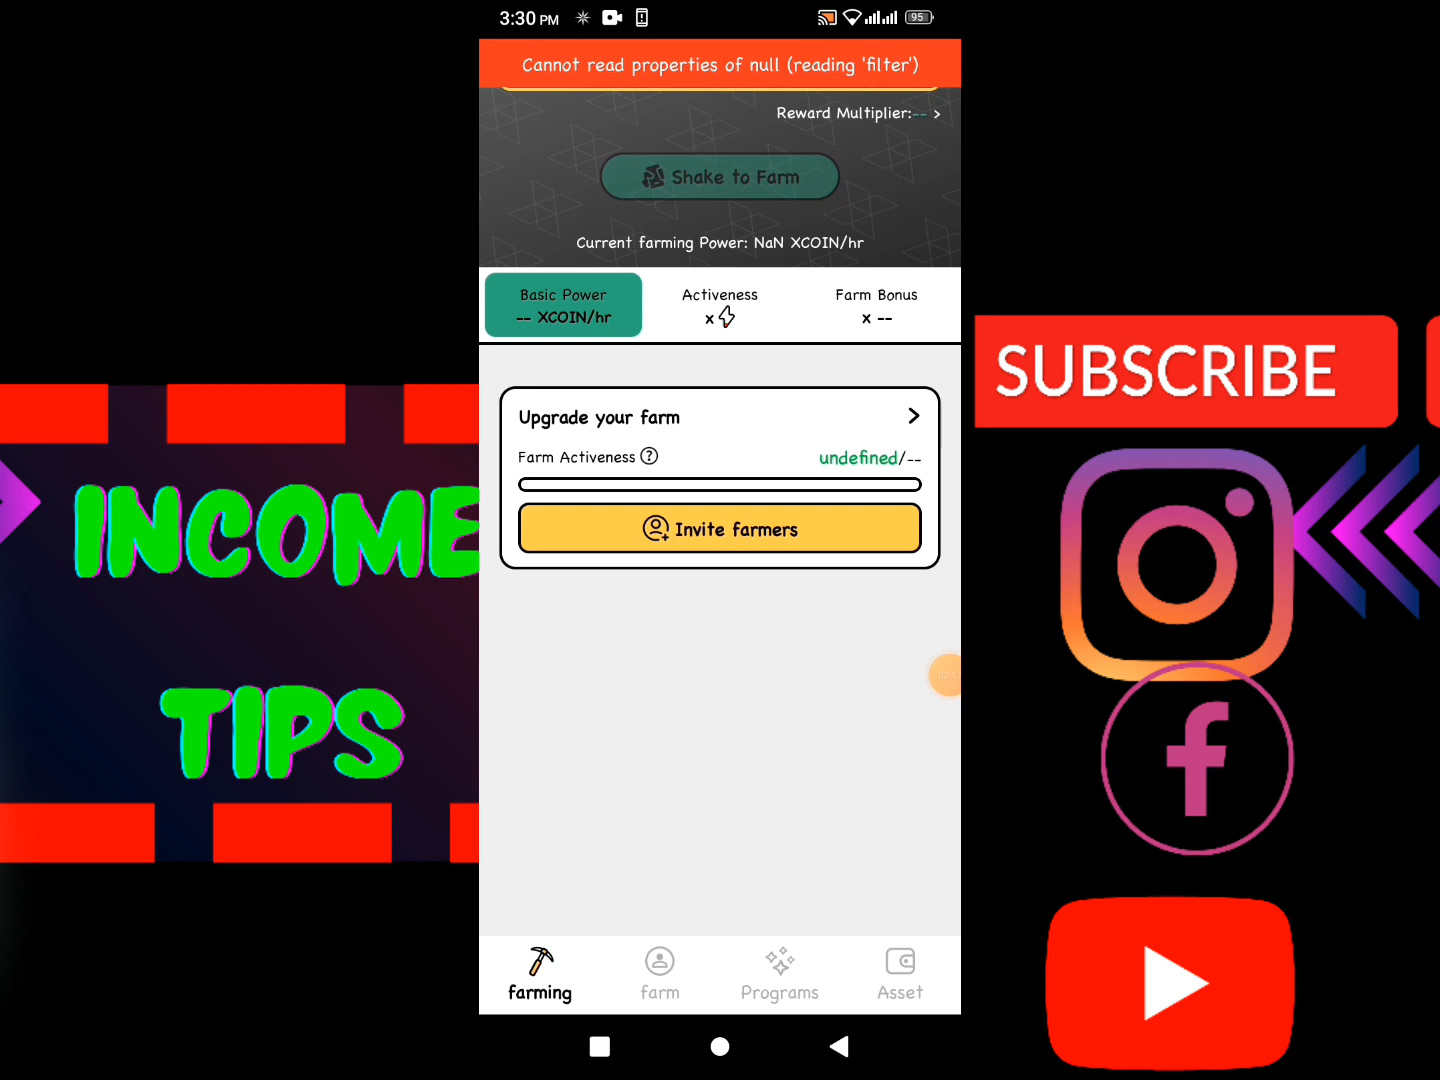 3:30 PM
95
Cannot read properties of null (reading 'filter')
Reward Multiplier:-- >
Shake to Farm
Current farming Power: NaN XCOIN/hr
Basic Power
-- XCOIN/hr
Activeness
x
Farm Bonus
x --
Upgrade your farm
Farm Activeness ?
undefined/--
Invite farmers
farming
farm
Programs
Asset
INCOME
TIPS
SUBSCRIBE